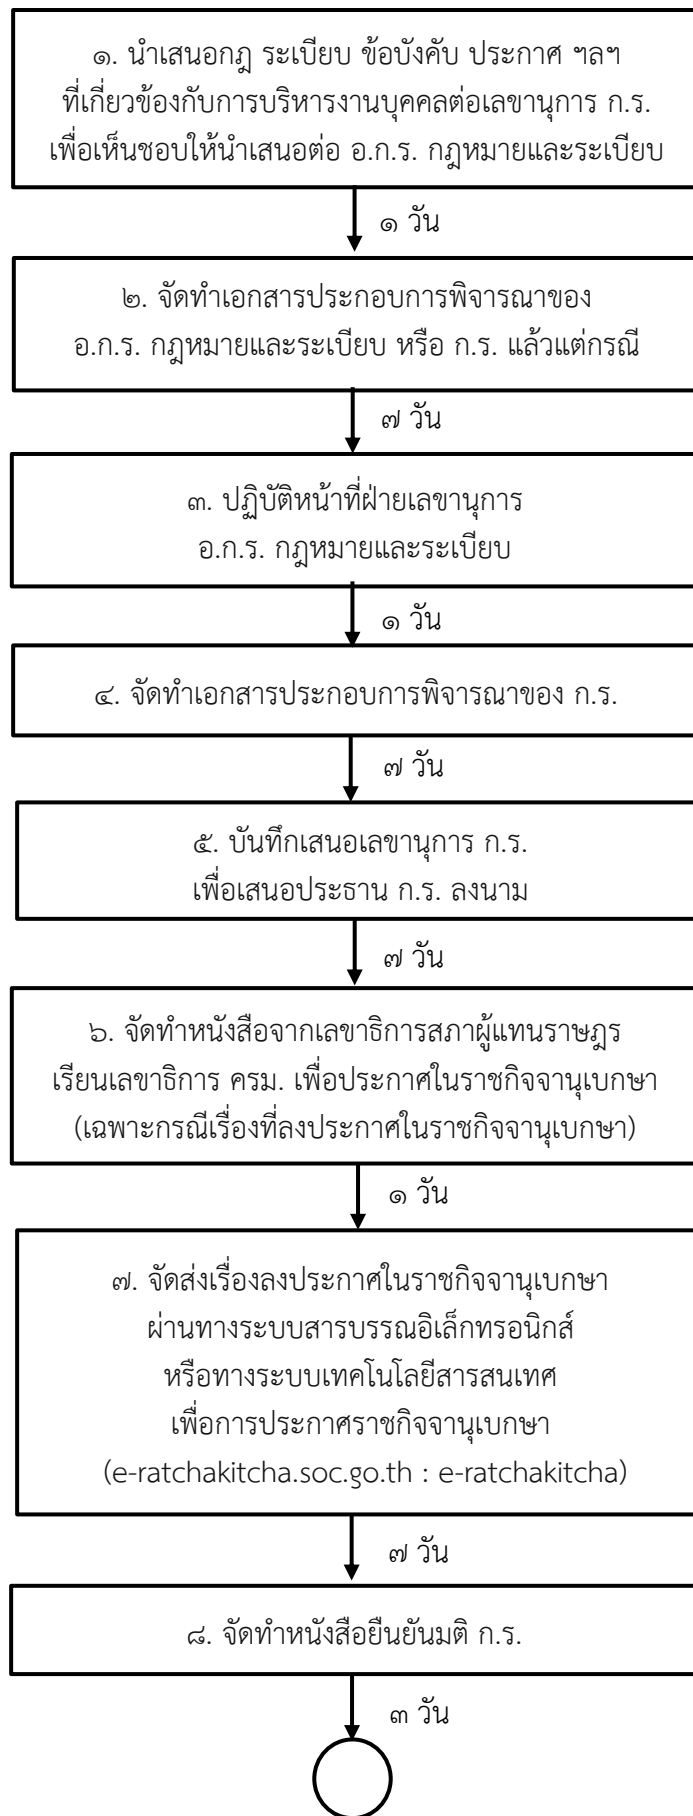 ๑. นำเสนอกฎ ระเบียบ ข้อบังคับ ประกาศ ฯลฯ
ที่เกี่ยวข้องกับการบริหารงานบุคคลต่อเลขานุการ ก.ร.
เพื่อเห็นชอบให้นำเสนอต่อ อ.ก.ร. กฎหมายและระเบียบ
๑ วัน
๒. จัดทำเอกสารประกอบการพิจารณาของ
อ.ก.ร. กฎหมายและระเบียบ หรือ ก.ร. แล้วแต่กรณี
๗ วัน
๓. ปฏิบัติหน้าที่ฝ่ายเลขานุการ
อ.ก.ร. กฎหมายและระเบียบ
๑ วัน
๔. จัดทำเอกสารประกอบการพิจารณาของ ก.ร.
๗ วัน
๕. บันทึกเสนอเลขานุการ ก.ร.
เพื่อเสนอประธาน ก.ร. ลงนาม
๗ วัน
๖. จัดทำหนังสือจากเลขาธิการสภาผู้แทนราษฎร
เรียนเลขาธิการ ครม. เพื่อประกาศในราชกิจจานุเบกษา
(เฉพาะกรณีเรื่องที่ลงประกาศในราชกิจจานุเบกษา)
๑ วัน
๗. จัดส่งเรื่องลงประกาศในราชกิจจานุเบกษา
ผ่านทางระบบสารบรรณอิเล็กทรอนิกส์
หรือทางระบบเทคโนโลยีสารสนเทศ
เพื่อการประกาศราชกิจจานุเบกษา
(e-ratchakitcha.soc.go.th : e-ratchakitcha)
๗ วัน
๘. จัดทำหนังสือยืนยันมติ ก.ร.
๓ วัน